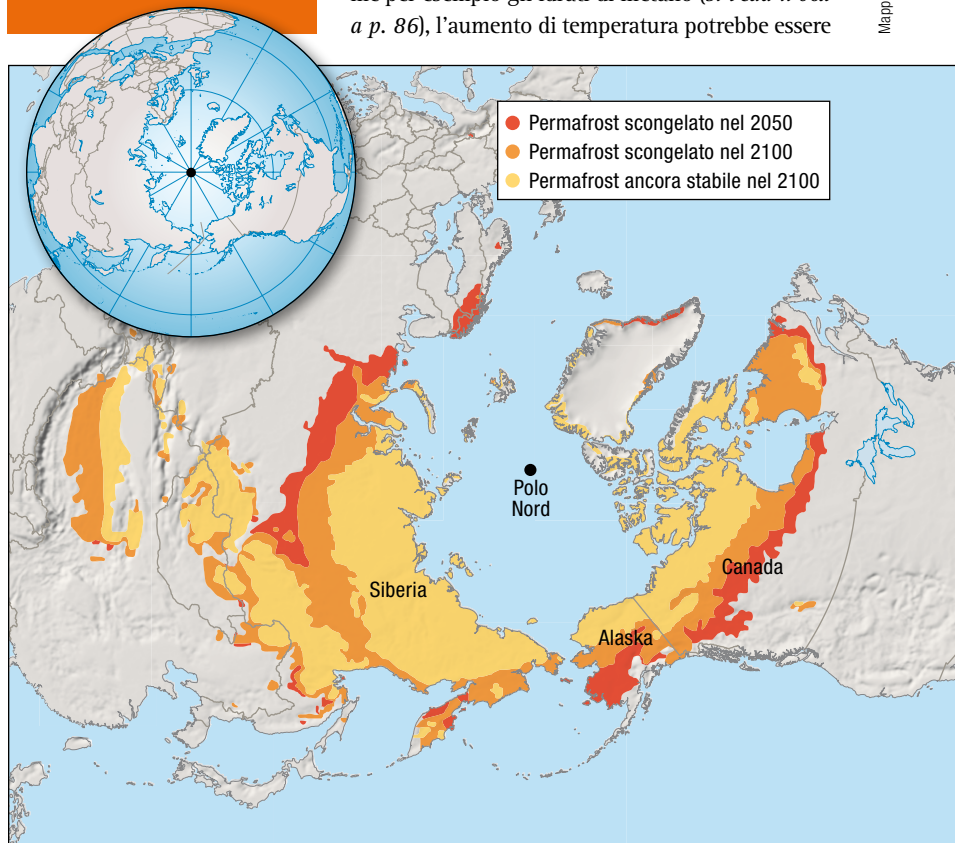 a p. 86), l'aumento di temperatura potrebbe essere
Mapp
Permafrost scongelato nel 2050
Permafrost scongelato nel 2100
Permafrost ancora stabile nel 2100
Polo
Nord
Siberia
Canada
Alaska